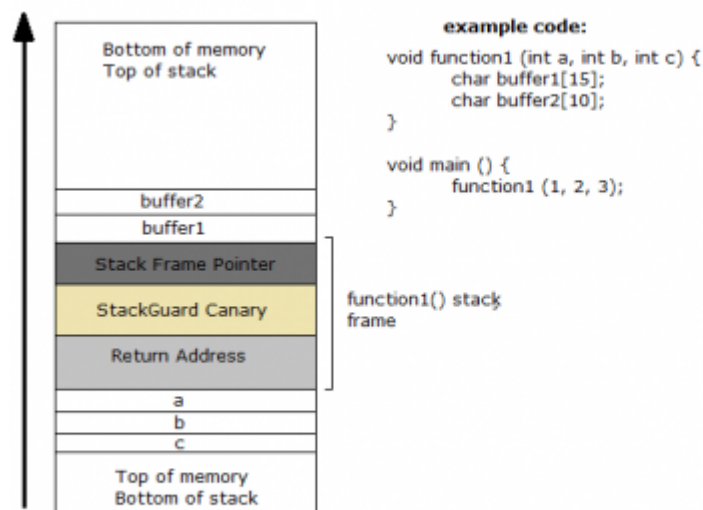 Bottom of memory
Top of stack
buffer2
buffer1
Stack Frame Pointer
StackGuard Canary
Return Address
a
b
c
Top of memory
Bottom of stack
function1() stack
frame
example code:
void function1 (int a, int b, int c) {
char buffer1[15];
char buffer2[10];
}
void main () {
function1 (1, 2, 3);
}